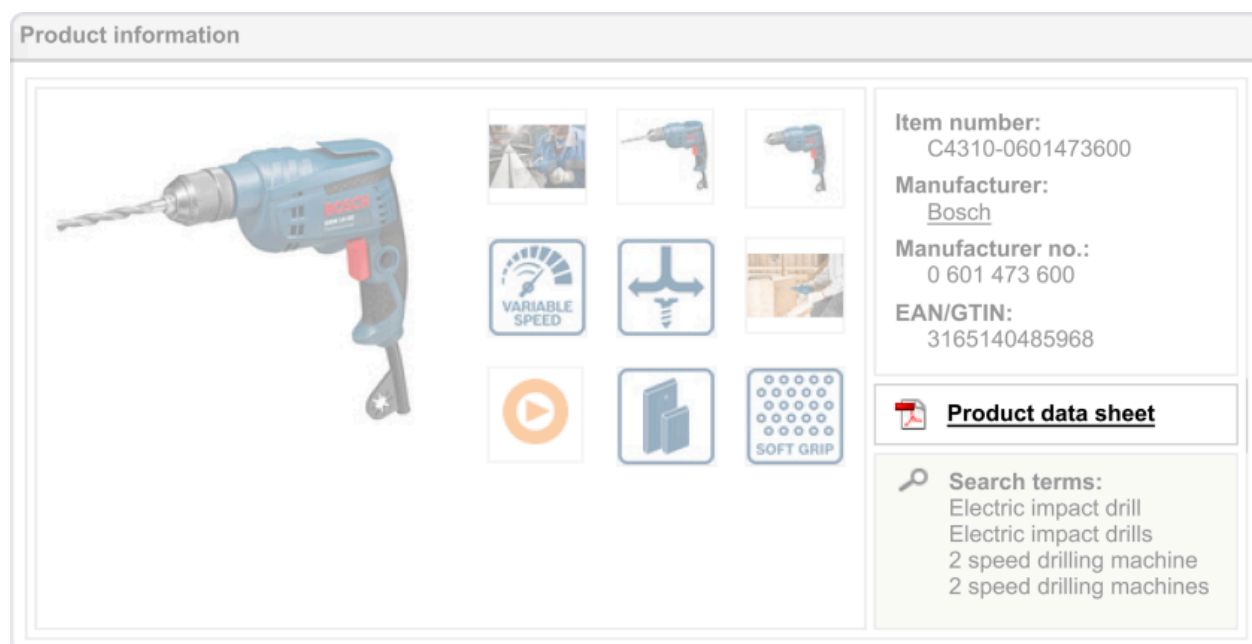 Product information
BOSCH
VARIABLE
SPEED
SOFT GRIP
Item number:
C4310-0601473600
Manufacturer:
Bosch
Manufacturer no.:
0 601 473 600
EAN/GTIN:
3165140485968
Product data sheet
Search terms:
Electric impact drill
Electric impact drills
2 speed drilling machine
2 speed drilling machines